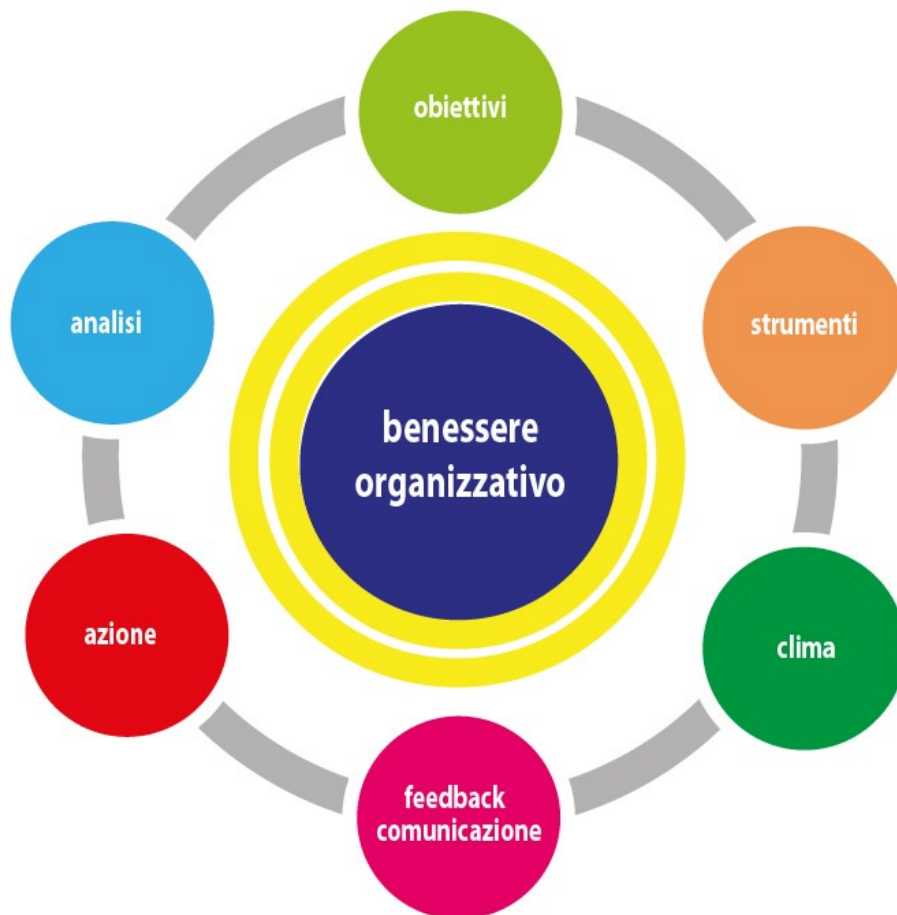 obiettivi
analisi
strumenti
benessere
organizzativo
azione
clima
feedback
comunicazione